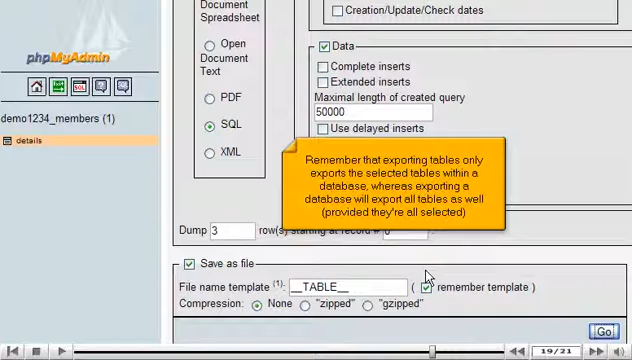 Document
Spreadsheet
Creation/Update/Check dates
phpMyAdmin
Open
Document
Text
Data
Complete inserts
Extended inserts
PDF
Maximal length of created query
50000
SQL
demo1234_members (1)
Use delayed inserts
details
XML
Remember that exporting tables only
exports the selected tables within a
database, whereas exporting a
database will export all tables as well
(provided they're all selected)
Dump 3 row(s) starting at record # 0
Save as file
File name template (1): __TABLE__ ( remember template )
Compression: None "zipped" "gzipped"
Go
19/21